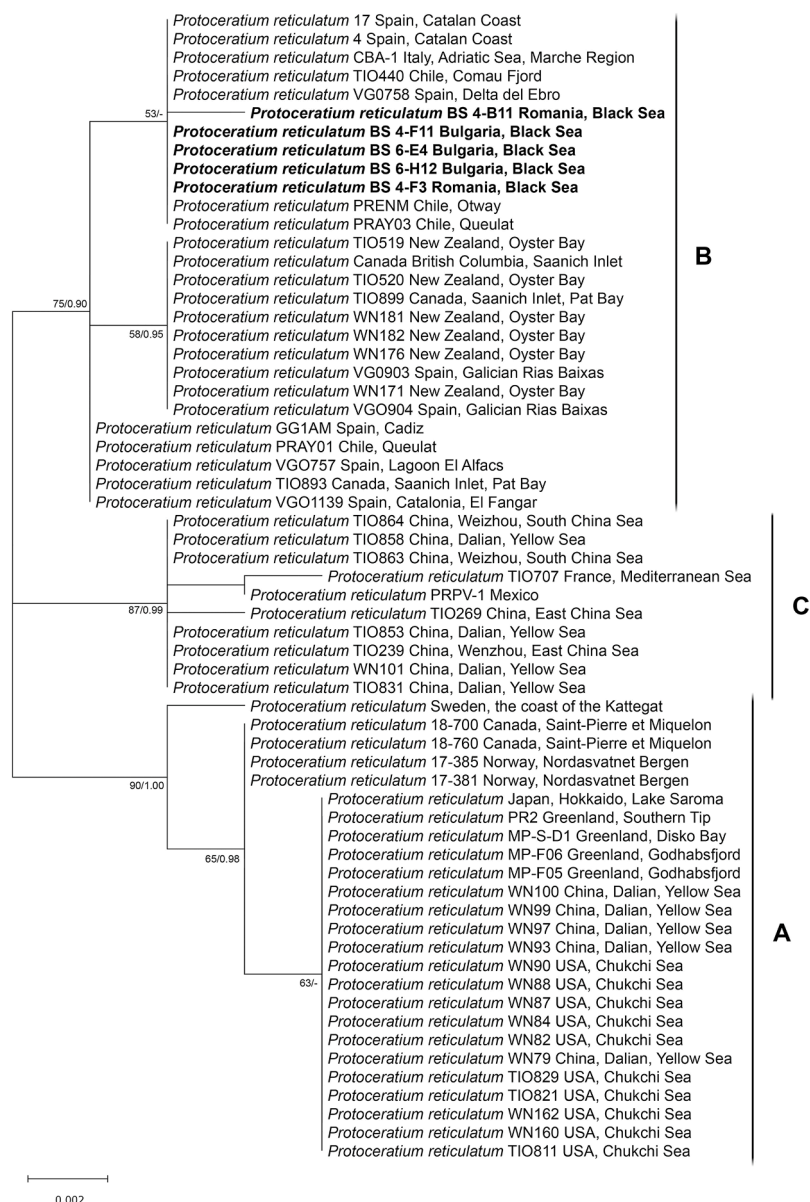 Protoceratium reticulatum 17 Spain, Catalan Coast
Protoceratium reticulatum 4 Spain, Catalan Coast
Protoceratium reticulatum CBA-1 Italy, Adriatic Sea, Marche Region
Protoceratium reticulatum TIO440 Chile, Comau Fjord
Protoceratium reticulatum VG0758 Spain, Delta del Ebro
53/-
Protoceratium reticulatum BS 4-B11 Romania, Black Sea
Protoceratium reticulatum BS 4-F11 Bulgaria, Black Sea
Protoceratium reticulatum BS 6-E4 Bulgaria, Black Sea
Protoceratium reticulatum BS 6-H12 Bulgaria, Black Sea
Protoceratium reticulatum BS 4-F3 Romania, Black Sea
Protoceratium reticulatum PRENM Chile, Otway
Protoceratium reticulatum PRAY03 Chile, Queulat
Protoceratium reticulatum TIO519 New Zealand, Oyster Bay
B
Protoceratium reticulatum Canada British Columbia, Saanich Inlet
Protoceratium reticulatum TIO520 New Zealand, Oyster Bay
75/0.90
Protoceratium reticulatum TIO899 Canada, Saanich Inlet, Pat Bay
Protoceratium reticulatum WN181 New Zealand, Oyster Bay
58/0.95
Protoceratium reticulatum WN182 New Zealand, Oyster Bay
Protoceratium reticulatum WN176 New Zealand, Oyster Bay
Protoceratium reticulatum VG0903 Spain, Galician Rias Baixas
Protoceratium reticulatum WN171 New Zealand, Oyster Bay
Protoceratium reticulatum VGO904 Spain, Galician Rias Baixas
Protoceratium reticulatum GG1AM Spain, Cadiz
Protoceratium reticulatum PRAY01 Chile, Queulat
Protoceratium reticulatum VGO757 Spain, Lagoon El Alfacs
Protoceratium reticulatum TIO893 Canada, Saanich Inlet, Pat Bay
Protoceratium reticulatum VGO1139 Spain, Catalonia, El Fangar
Protoceratium reticulatum TIO864 China, Weizhou, South China Sea
Protoceratium reticulatum TIO858 China, Dalian, Yellow Sea
Protoceratium reticulatum TIO863 China, Weizhou, South China Sea
Protoceratium reticulatum TIO707 France, Mediterranean Sea
Protoceratium reticulatum PRPV-1 Mexico
C
87/0.99
Protoceratium reticulatum TIO269 China, East China Sea
Protoceratium reticulatum TIO853 China, Dalian, Yellow Sea
Protoceratium reticulatum TIO239 China, Wenzhou, East China Sea
Protoceratium reticulatum WN101 China, Dalian, Yellow Sea
Protoceratium reticulatum TIO831 China, Dalian, Yellow Sea
Protoceratium reticulatum Sweden, the coast of the Kattegat
Protoceratium reticulatum 18-700 Canada, Saint-Pierre et Miquelon
Protoceratium reticulatum 18-760 Canada, Saint-Pierre et Miquelon
Protoceratium reticulatum 17-385 Norway, Nordasvatnet Bergen
90/1.00
Protoceratium reticulatum 17-381 Norway, Nordasvatnet Bergen
Protoceratium reticulatum Japan, Hokkaido, Lake Saroma
Protoceratium reticulatum PR2 Greenland, Southern Tip
Protoceratium reticulatum MP-S-D1 Greenland, Disko Bay
65/0.98
Protoceratium reticulatum MP-F06 Greenland, Godhabsfjord
Protoceratium reticulatum MP-F05 Greenland, Godhabsfjord
Protoceratium reticulatum WN100 China, Dalian, Yellow Sea
Protoceratium reticulatum WN99 China, Dalian, Yellow Sea
A
Protoceratium reticulatum WN97 China, Dalian, Yellow Sea
Protoceratium reticulatum WN93 China, Dalian, Yellow Sea
Protoceratium reticulatum WN90 USA, Chukchi Sea
63/-
Protoceratium reticulatum WN88 USA, Chukchi Sea
Protoceratium reticulatum WN87 USA, Chukchi Sea
Protoceratium reticulatum WN84 USA, Chukchi Sea
Protoceratium reticulatum WN82 USA, Chukchi Sea
Protoceratium reticulatum WN79 China, Dalian, Yellow Sea
Protoceratium reticulatum TIO829 USA, Chukchi Sea
Protoceratium reticulatum TIO821 USA, Chukchi Sea
Protoceratium reticulatum WN162 USA, Chukchi Sea
Protoceratium reticulatum WN160 USA, Chukchi Sea
Protoceratium reticulatum TIO811 USA, Chukchi Sea
0.002